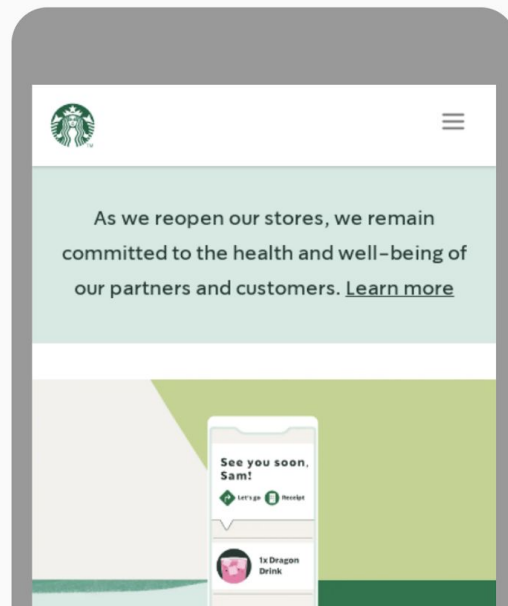 TM
As we reopen our stores, we remain
committed to the health and well-being of
our partners and customers. Learn more
See you soon,
Sam!
Let's go Receipt
1x Dragon
Drink